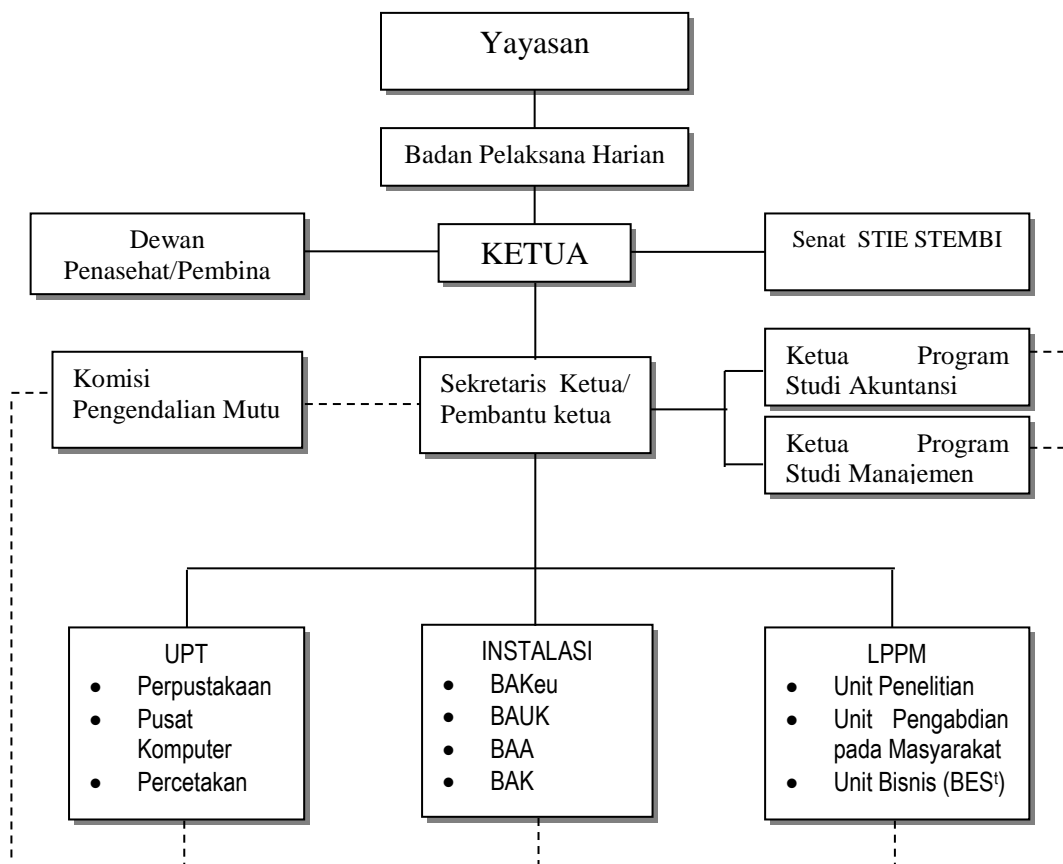 Yayasan
Badan Pelaksana Harian
Dewan
Penasehat/Pembina
KETUA
Senat STIE STEMBI
Komisi
Pengendalian Mutu
Sekretaris Ketua/
Pembantu ketua
Ketua Program
Studi Akuntansi
Ketua Program
Studi Manajemen
UPT
• Perpustakaan
• Pusat
Komputer
• Percetakan
INSTALASI
• BAKeu
• BAUK
• BAA
• BAK
LPPM
• Unit Penelitian
• Unit Pengabdian
pada Masyarakat
• Unit Bisnis (BESᵗ)